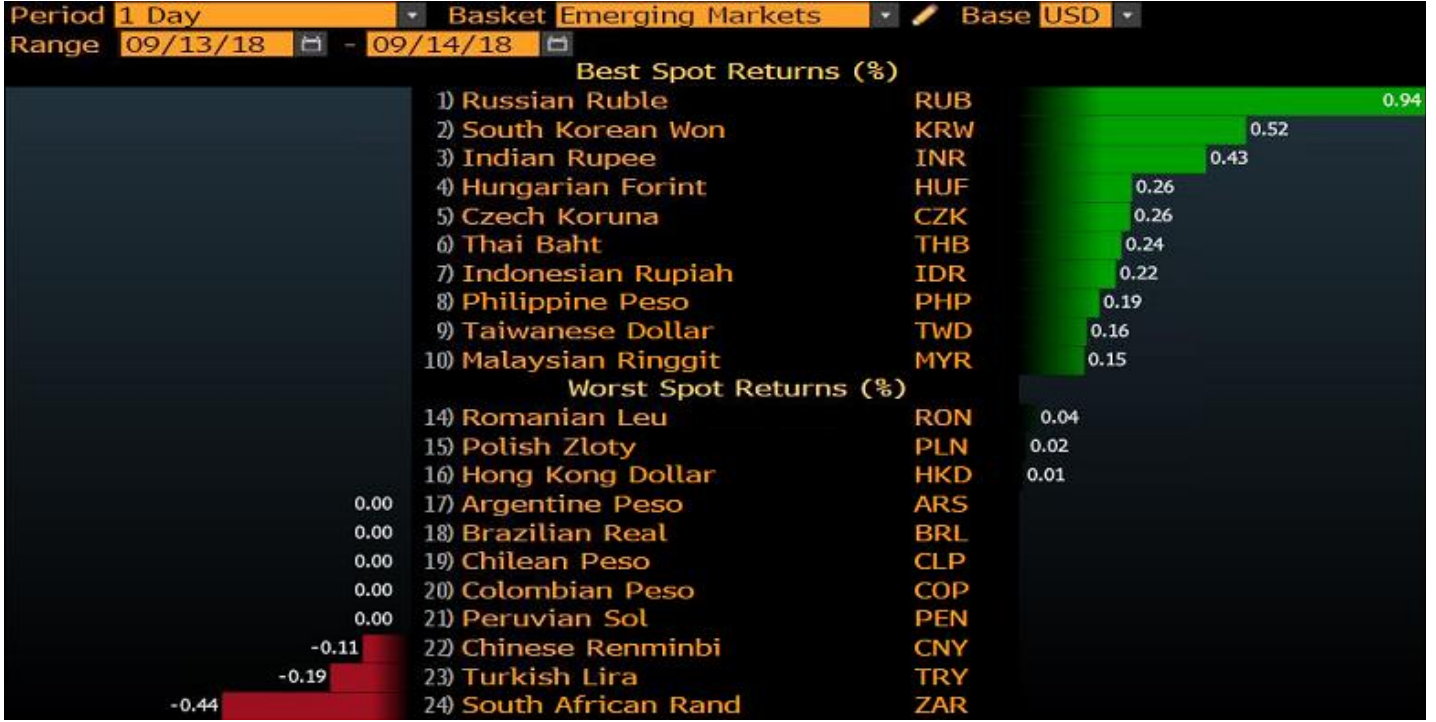 Period 1 Day Basket Emerging Markets Base USD
Range 09/13/18 - 09/14/18
Best Spot Returns (%)
1) Russian Ruble RUB 0.94
2) South Korean Won KRW 0.52
3) Indian Rupee INR 0.43
4) Hungarian Forint HUF 0.26
5) Czech Koruna CZK 0.26
6) Thai Baht THB 0.24
7) Indonesian Rupiah IDR 0.22
8) Philippine Peso PHP 0.19
9) Taiwanese Dollar TWD 0.16
10) Malaysian Ringgit MYR 0.15
Worst Spot Returns (%)
14) Romanian Leu RON 0.04
15) Polish Zloty PLN 0.02
16) Hong Kong Dollar HKD 0.01
0.00 17) Argentine Peso ARS
0.00 18) Brazilian Real BRL
0.00 19) Chilean Peso CLP
0.00 20) Colombian Peso COP
0.00 21) Peruvian Sol PEN
-0.11 22) Chinese Renminbi CNY
-0.19 23) Turkish Lira TRY
-0.44 24) South African Rand ZAR